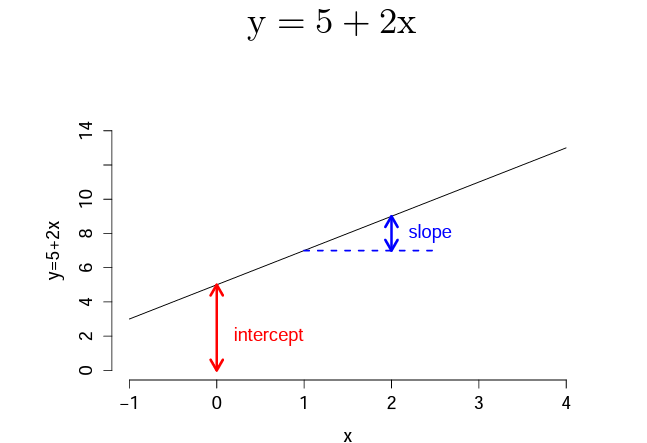 y = 5 + 2x
14
10
8
6
4
2
0
y=5+2x
slope
intercept
−1 0 1 2 3 4
x